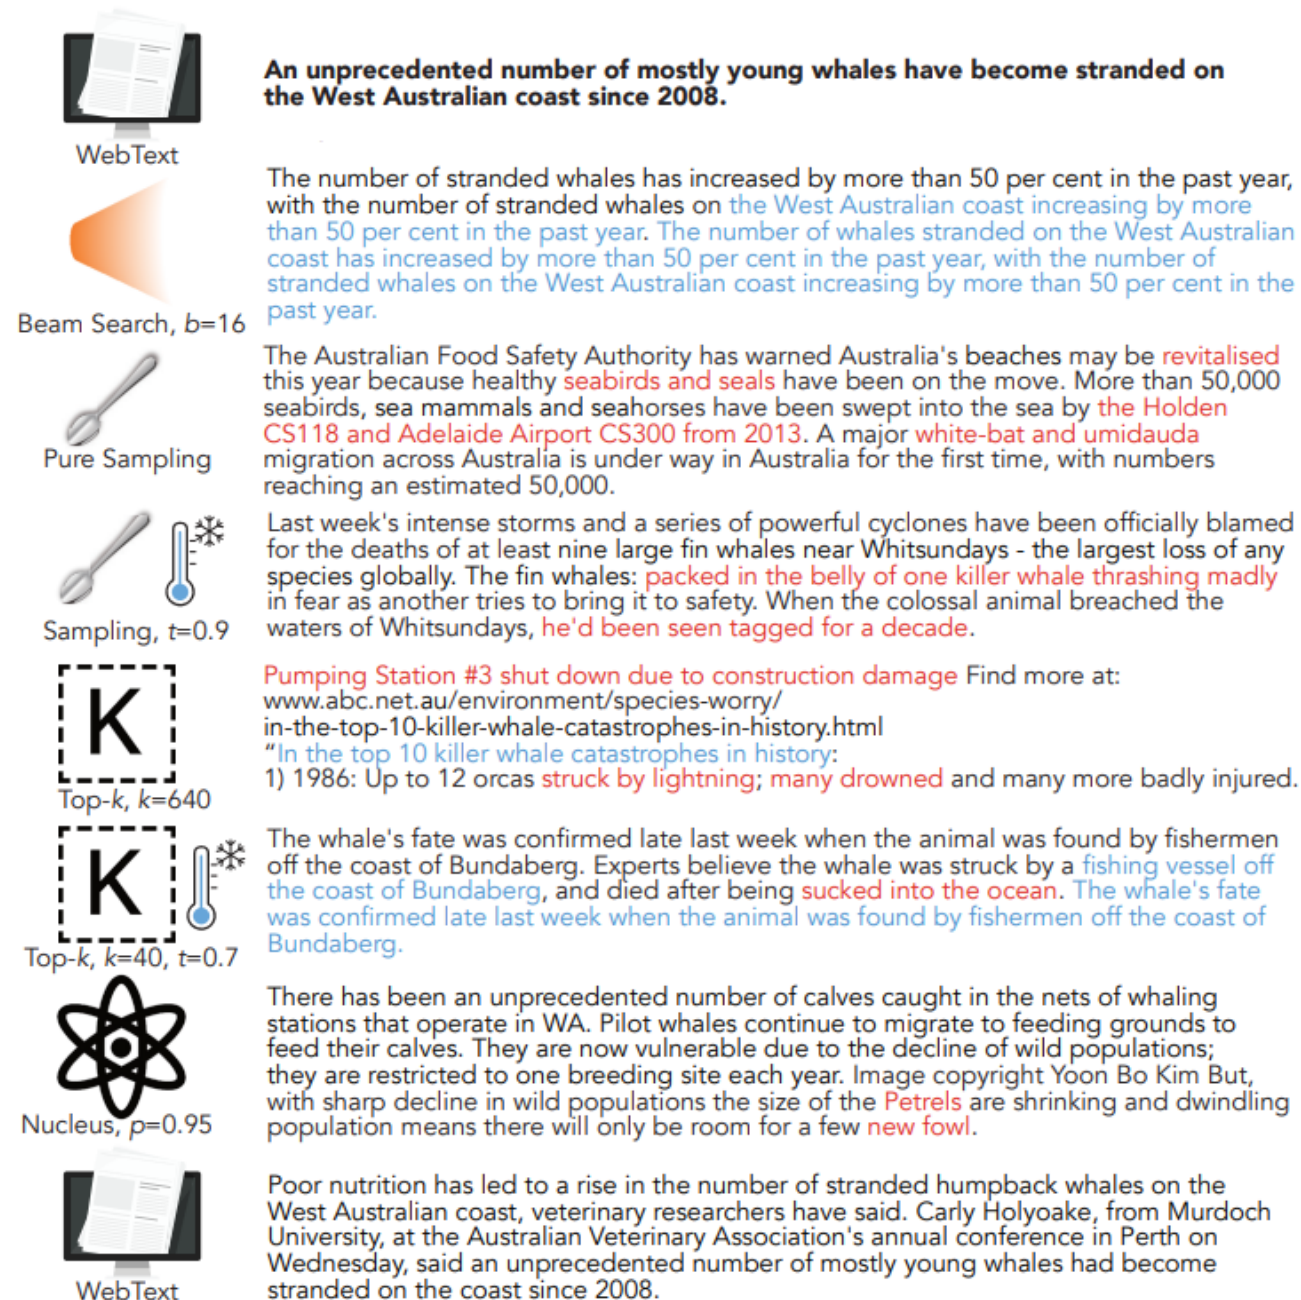 An unprecedented number of mostly young whales have become stranded on
the West Australian coast since 2008.
WebText
The number of stranded whales has increased by more than 50 per cent in the past year,
with the number of stranded whales on the West Australian coast increasing by more
than 50 per cent in the past year. The number of whales stranded on the West Australian
coast has increased by more than 50 per cent in the past year, with the number of
stranded whales on the West Australian coast increasing by more than 50 per cent in the
past year.
Beam Search, b=16
The Australian Food Safety Authority has warned Australia's beaches may be revitalised
this year because healthy seabirds and seals have been on the move. More than 50,000
seabirds, sea mammals and seahorses have been swept into the sea by the Holden
CS118 and Adelaide Airport CS300 from 2013. A major white-bat and umidauda
migration across Australia is under way in Australia for the first time, with numbers
reaching an estimated 50,000.
Pure Sampling
Last week's intense storms and a series of powerful cyclones have been officially blamed
for the deaths of at least nine large fin whales near Whitsundays - the largest loss of any
species globally. The fin whales: packed in the belly of one killer whale thrashing madly
in fear as another tries to bring it to safety. When the colossal animal breached the
waters of Whitsundays, he'd been seen tagged for a decade.
Sampling, t=0.9
Pumping Station #3 shut down due to construction damage Find more at:
www.abc.net.au/environment/species-worry/
in-the-top-10-killer-whale-catastrophes-in-history.html
“In the top 10 killer whale catastrophes in history:
1) 1986: Up to 12 orcas struck by lightning; many drowned and many more badly injured.
K
Top-k, k=640
The whale's fate was confirmed late last week when the animal was found by fishermen
off the coast of Bundaberg. Experts believe the whale was struck by a fishing vessel off
the coast of Bundaberg, and died after being sucked into the ocean. The whale's fate
was confirmed late last week when the animal was found by fishermen off the coast of
Bundaberg.
K
Top-k, k=40, t=0.7
There has been an unprecedented number of calves caught in the nets of whaling
stations that operate in WA. Pilot whales continue to migrate to feeding grounds to
feed their calves. They are now vulnerable due to the decline of wild populations;
they are restricted to one breeding site each year. Image copyright Yoon Bo Kim But,
with sharp decline in wild populations the size of the Petrels are shrinking and dwindling
population means there will only be room for a few new fowl.
Nucleus, p=0.95
Poor nutrition has led to a rise in the number of stranded humpback whales on the
West Australian coast, veterinary researchers have said. Carly Holyoake, from Murdoch
University, at the Australian Veterinary Association's annual conference in Perth on
Wednesday, said an unprecedented number of mostly young whales had become
stranded on the coast since 2008.
WebText